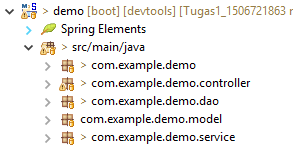 > demo [boot] [devtools] [Tugas1_1506721863 r
Spring Elements
> src/main/java
> com.example.demo
> com.example.demo.controller
> com.example.demo.dao
com.example.demo.model
> com.example.demo.service